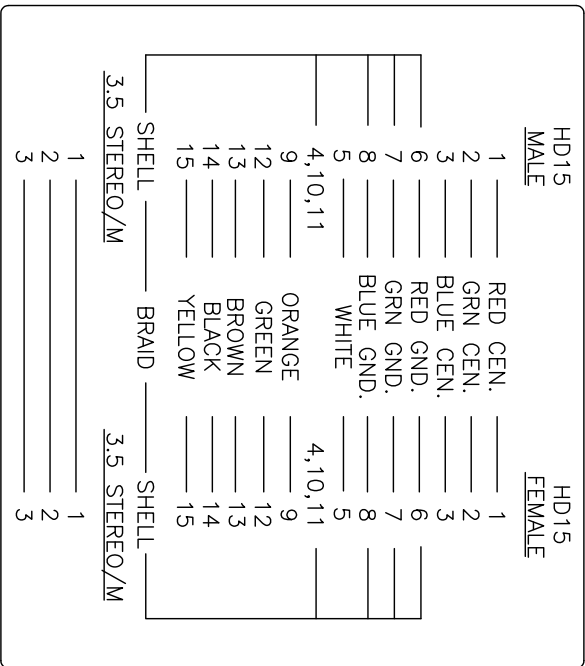 HD15 HD15
MALE FEMALE
1 RED CEN. 1
2 GRN CEN. 2
3 BLUE CEN. 3
6 RED GND. 6
7 GRN GND. 7
8 BLUE GND. 8
5 WHITE 5
4,10,11 4,10,11
9 ORANGE 9
12 GREEN 12
13 BROWN 13
14 BLACK 14
15 YELLOW 15
SHELL BRAID SHELL
3.5 STEREO/M 3.5 STEREO/M
1 1
2 2
3 3